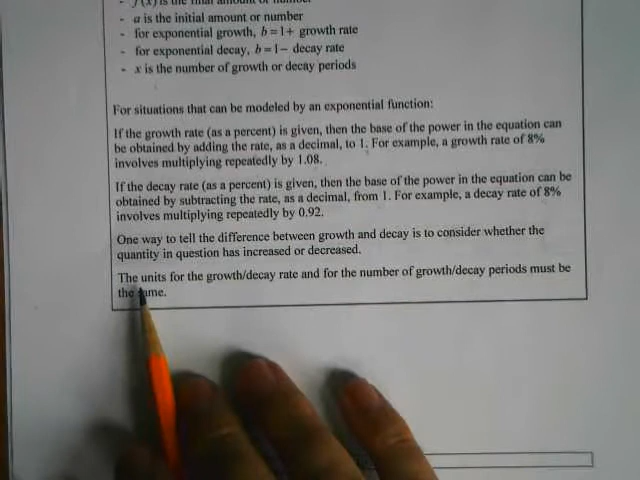 - f(x) is the final amount or number
- a is the initial amount or number
- for exponential growth, b = 1+ growth rate
- for exponential decay, b = 1− decay rate
- x is the number of growth or decay periods
For situations that can be modeled by an exponential function:
If the growth rate (as a percent) is given, then the base of the power in the equation can
be obtained by adding the rate, as a decimal, to 1. For example, a growth rate of 8%
involves multiplying repeatedly by 1.08.
If the decay rate (as a percent) is given, then the base of the power in the equation can be
obtained by subtracting the rate, as a decimal, from 1. For example, a decay rate of 8%
involves multiplying repeatedly by 0.92.
One way to tell the difference between growth and decay is to consider whether the
quantity in question has increased or decreased.
The units for the growth/decay rate and for the number of growth/decay periods must be
the same.